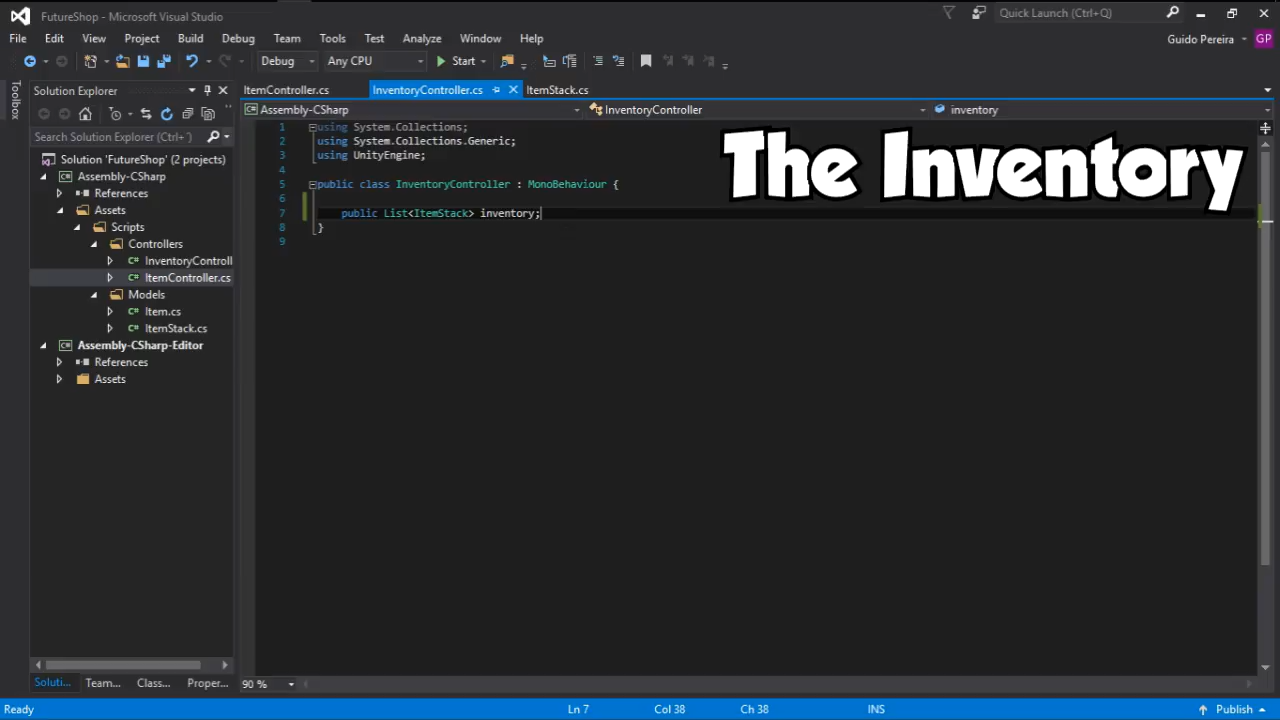 FutureShop - Microsoft Visual Studio
Quick Launch (Ctrl+Q)
File Edit View Project Build Debug Team Tools Test Analyze Window Help
Guido Pereira GP
Debug Any CPU Start
Toolbox
Solution Explorer
ItemController.cs InventoryController.cs ItemStack.cs
Assembly-CSharp InventoryController inventory
Search Solution Explorer (Ctrl+
Solution 'FutureShop' (2 projects)
Assembly-CSharp
References
Assets
Scripts
Controllers
InventoryControll
ItemController.cs
Models
Item.cs
ItemStack.cs
Assembly-CSharp-Editor
References
Assets
1 using System.Collections;
2 using System.Collections.Generic;
3 using UnityEngine;
4
5 public class InventoryController : MonoBehaviour {
6
7 public List<ItemStack> inventory;
8 }
9
The Inventory
Soluti... Team... Class... Proper...
90 %
Ready Ln 7 Col 38 Ch 38 INS Publish